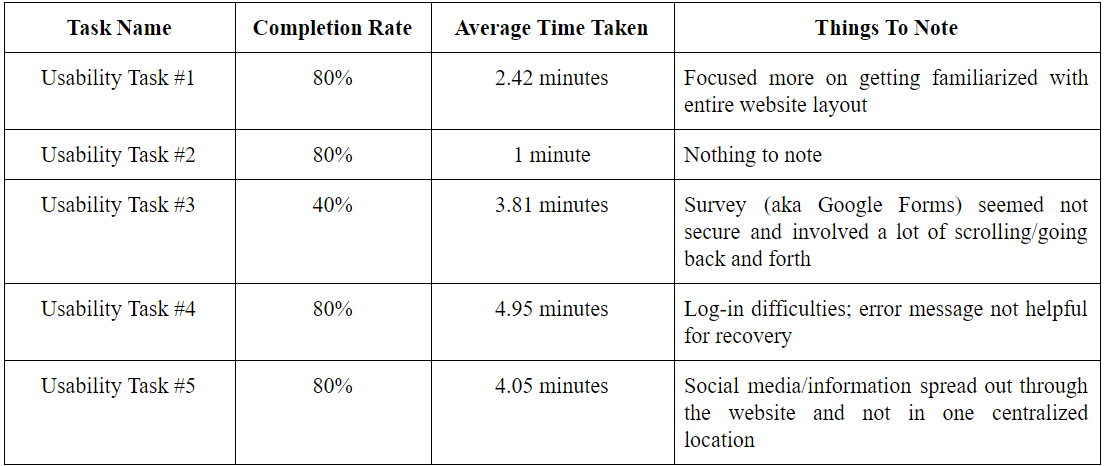 Task Name Completion Rate Average Time Taken Things To Note
Usability Task #1 80% 2.42 minutes Focused more on getting familiarized with
entire website layout
Usability Task #2 80% 1 minute Nothing to note
Usability Task #3 40% 3.81 minutes Survey (aka Google Forms) seemed not
secure and involved a lot of scrolling/going
back and forth
Usability Task #4 80% 4.95 minutes Log-in difficulties; error message not helpful
for recovery
Usability Task #5 80% 4.05 minutes Social media/information spread out through
the website and not in one centralized
location